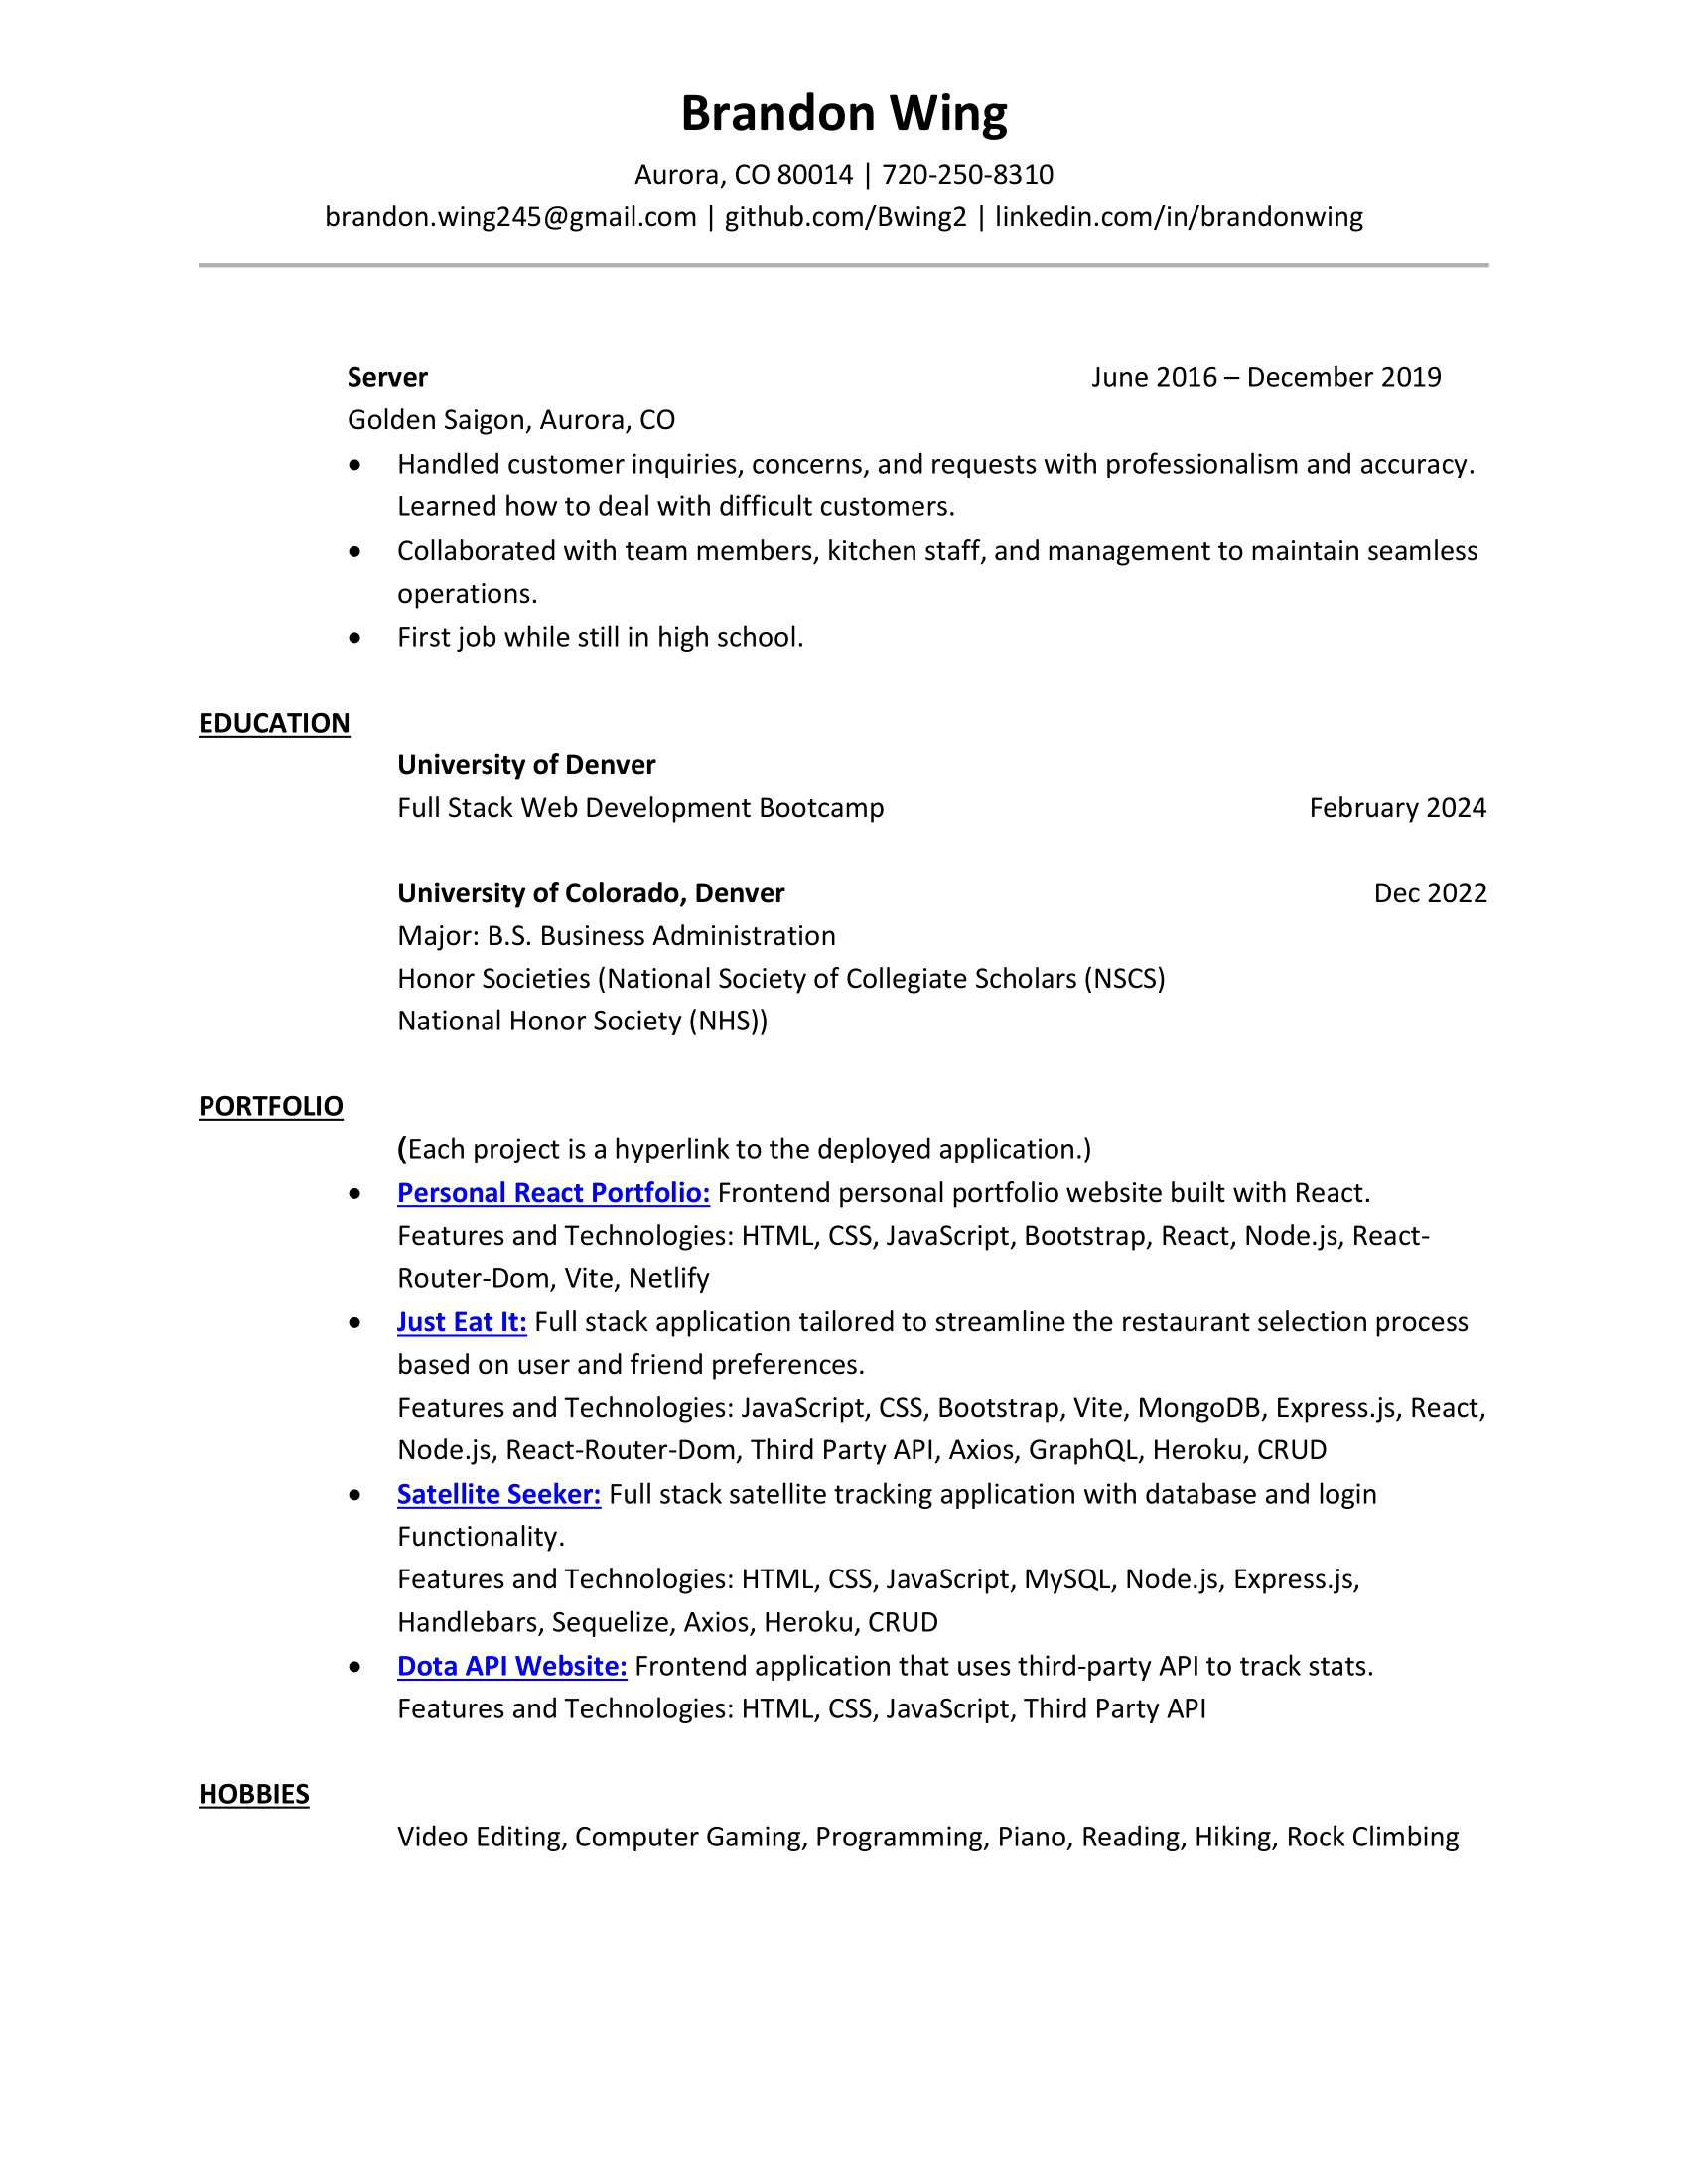 Brandon Wing
Aurora, CO 80014 | 720-250-8310
brandon.wing245@gmail.com | github.com/Bwing2 | linkedin.com/in/brandonwing
Server June 2016 – December 2019
Golden Saigon, Aurora, CO
• Handled customer inquiries, concerns, and requests with professionalism and accuracy.
Learned how to deal with difficult customers.
• Collaborated with team members, kitchen staff, and management to maintain seamless
operations.
• First job while still in high school.
EDUCATION
University of Denver
Full Stack Web Development Bootcamp February 2024
University of Colorado, Denver Dec 2022
Major: B.S. Business Administration
Honor Societies (National Society of Collegiate Scholars (NSCS)
National Honor Society (NHS))
PORTFOLIO
(Each project is a hyperlink to the deployed application.)
• Personal React Portfolio: Frontend personal portfolio website built with React.
Features and Technologies: HTML, CSS, JavaScript, Bootstrap, React, Node.js, React-
Router-Dom, Vite, Netlify
• Just Eat It: Full stack application tailored to streamline the restaurant selection process
based on user and friend preferences.
Features and Technologies: JavaScript, CSS, Bootstrap, Vite, MongoDB, Express.js, React,
Node.js, React-Router-Dom, Third Party API, Axios, GraphQL, Heroku, CRUD
• Satellite Seeker: Full stack satellite tracking application with database and login
Functionality.
Features and Technologies: HTML, CSS, JavaScript, MySQL, Node.js, Express.js,
Handlebars, Sequelize, Axios, Heroku, CRUD
• Dota API Website: Frontend application that uses third-party API to track stats.
Features and Technologies: HTML, CSS, JavaScript, Third Party API
HOBBIES
Video Editing, Computer Gaming, Programming, Piano, Reading, Hiking, Rock Climbing